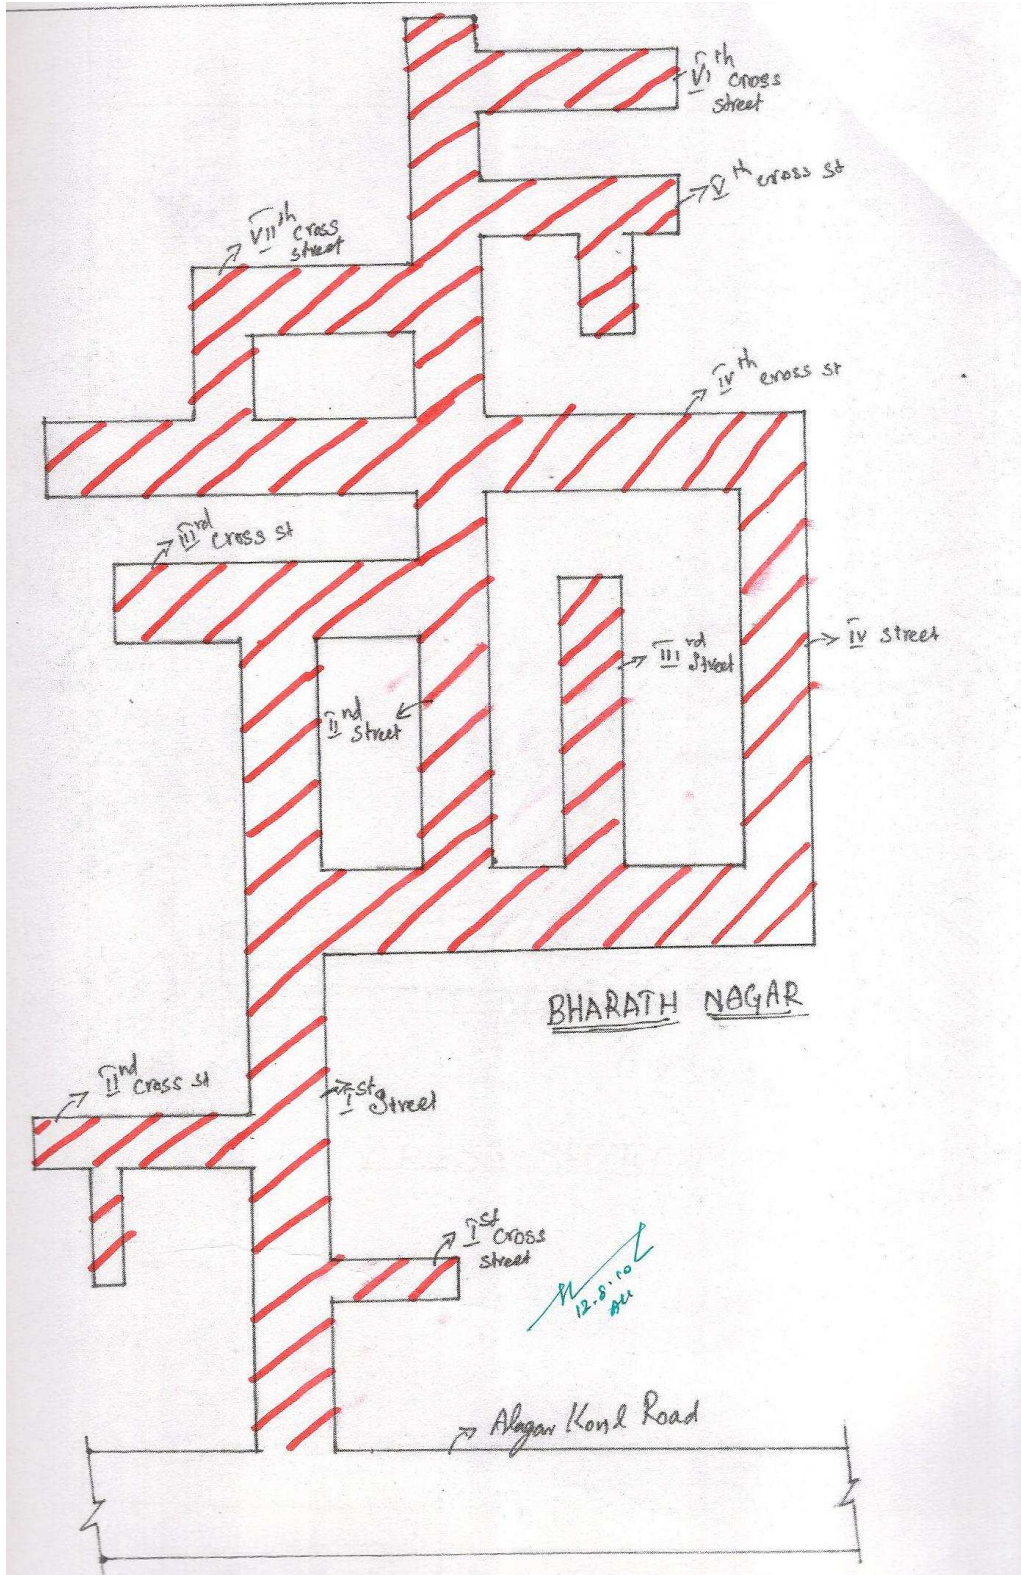 VIth
cross
street
Vth cross st
VIIth
cross
street
IVth cross st
IIIrd
cross st
IV Street
IIIrd
Street
IInd
Street
BHARATH NAGAR
IInd
cross st
Ist
Street
Ist
cross
street
12.8.10
Alagar Kovil Road